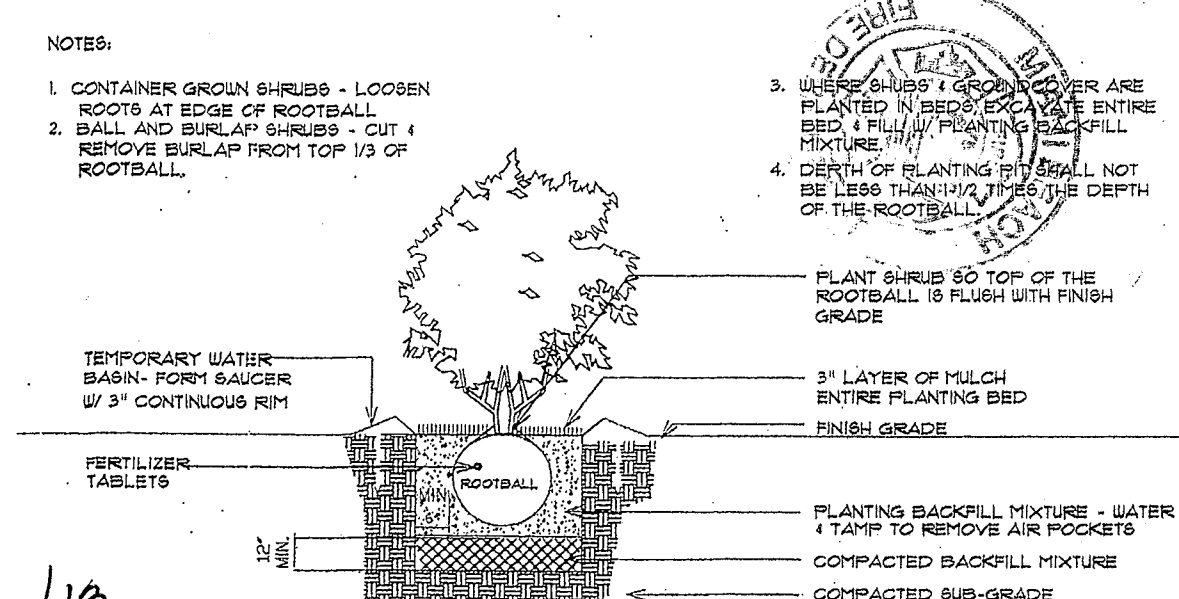 NOTES:
1. CONTAINER GROWN SHRUBS - LOOSEN
ROOTS AT EDGE OF ROOTBALL
2. BALL AND BURLAP SHRUBS - CUT &
REMOVE BURLAP FROM TOP 1/3 OF
ROOTBALL.
3. WHERE SHUBS & GROUNDCOVER ARE
PLANTED IN BEDS, EXCAVATE ENTIRE
BED & FILL W/ PLANTING BACKFILL
MIXTURE.
4. DEPTH OF PLANTING PIT SHALL NOT
BE LESS THAN 1-1/2 TIMES THE DEPTH
OF THE ROOTBALL.
FIRE DE
MIAMI BEACH
PLANT SHRUB SO TOP OF THE
ROOTBALL IS FLUSH WITH FINISH
GRADE
TEMPORARY WATER
BASIN- FORM SAUCER
W/ 3" CONTINUOUS RIM
3" LAYER OF MULCH
ENTIRE PLANTING BED
FINISH GRADE
FERTILIZER
TABLETS
ROOTBALL
MIN
6"
PLANTING BACKFILL MIXTURE - WATER
& TAMP TO REMOVE AIR POCKETS
12"
MIN.
COMPACTED BACKFILL MIXTURE
COMPACTED SUB-GRADE